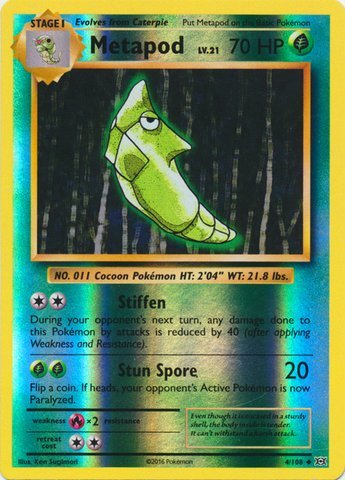 STAGE 1 Evolves from Caterpie Put Metapod on the Basic Pokémon
Metapod LV.21 70 HP
NO. 011 Cocoon Pokémon HT: 2'04" WT: 21.8 lbs.
Stiffen
During your opponent's next turn, any damage done
to this Pokémon by attacks is reduced by 40 (after applying
Weakness and Resistance).
Stun Spore 20
Flip a coin. If heads, your opponent's Active Pokémon is now
Paralyzed.
weakness ×2 resistance
retreat
cost
Even though it is encased in a sturdy
shell, the body inside is tender.
It can't withstand a harsh attack.
Illus. Ken Sugimori ©2016 Pokémon 4/108